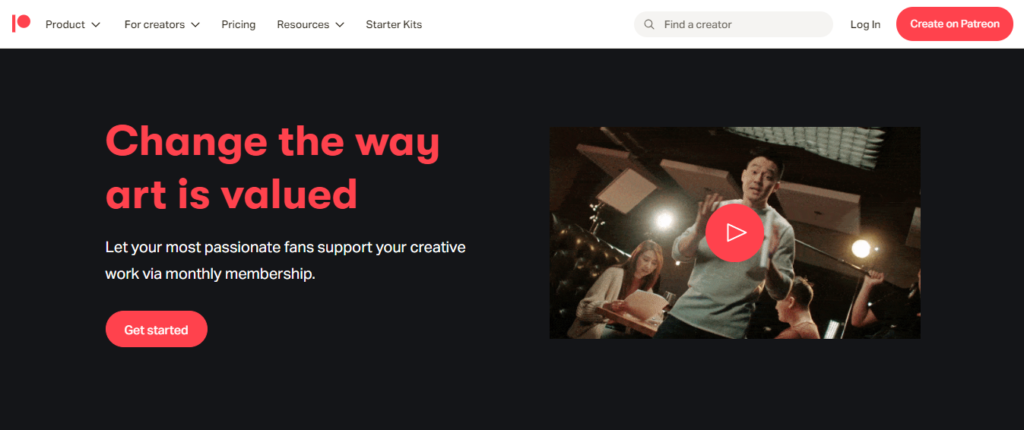 Product For creators Pricing Resources Starter Kits Find a creator Log In Create on Patreon
Change the way
art is valued
Let your most passionate fans support your creative
work via monthly membership.
Get started